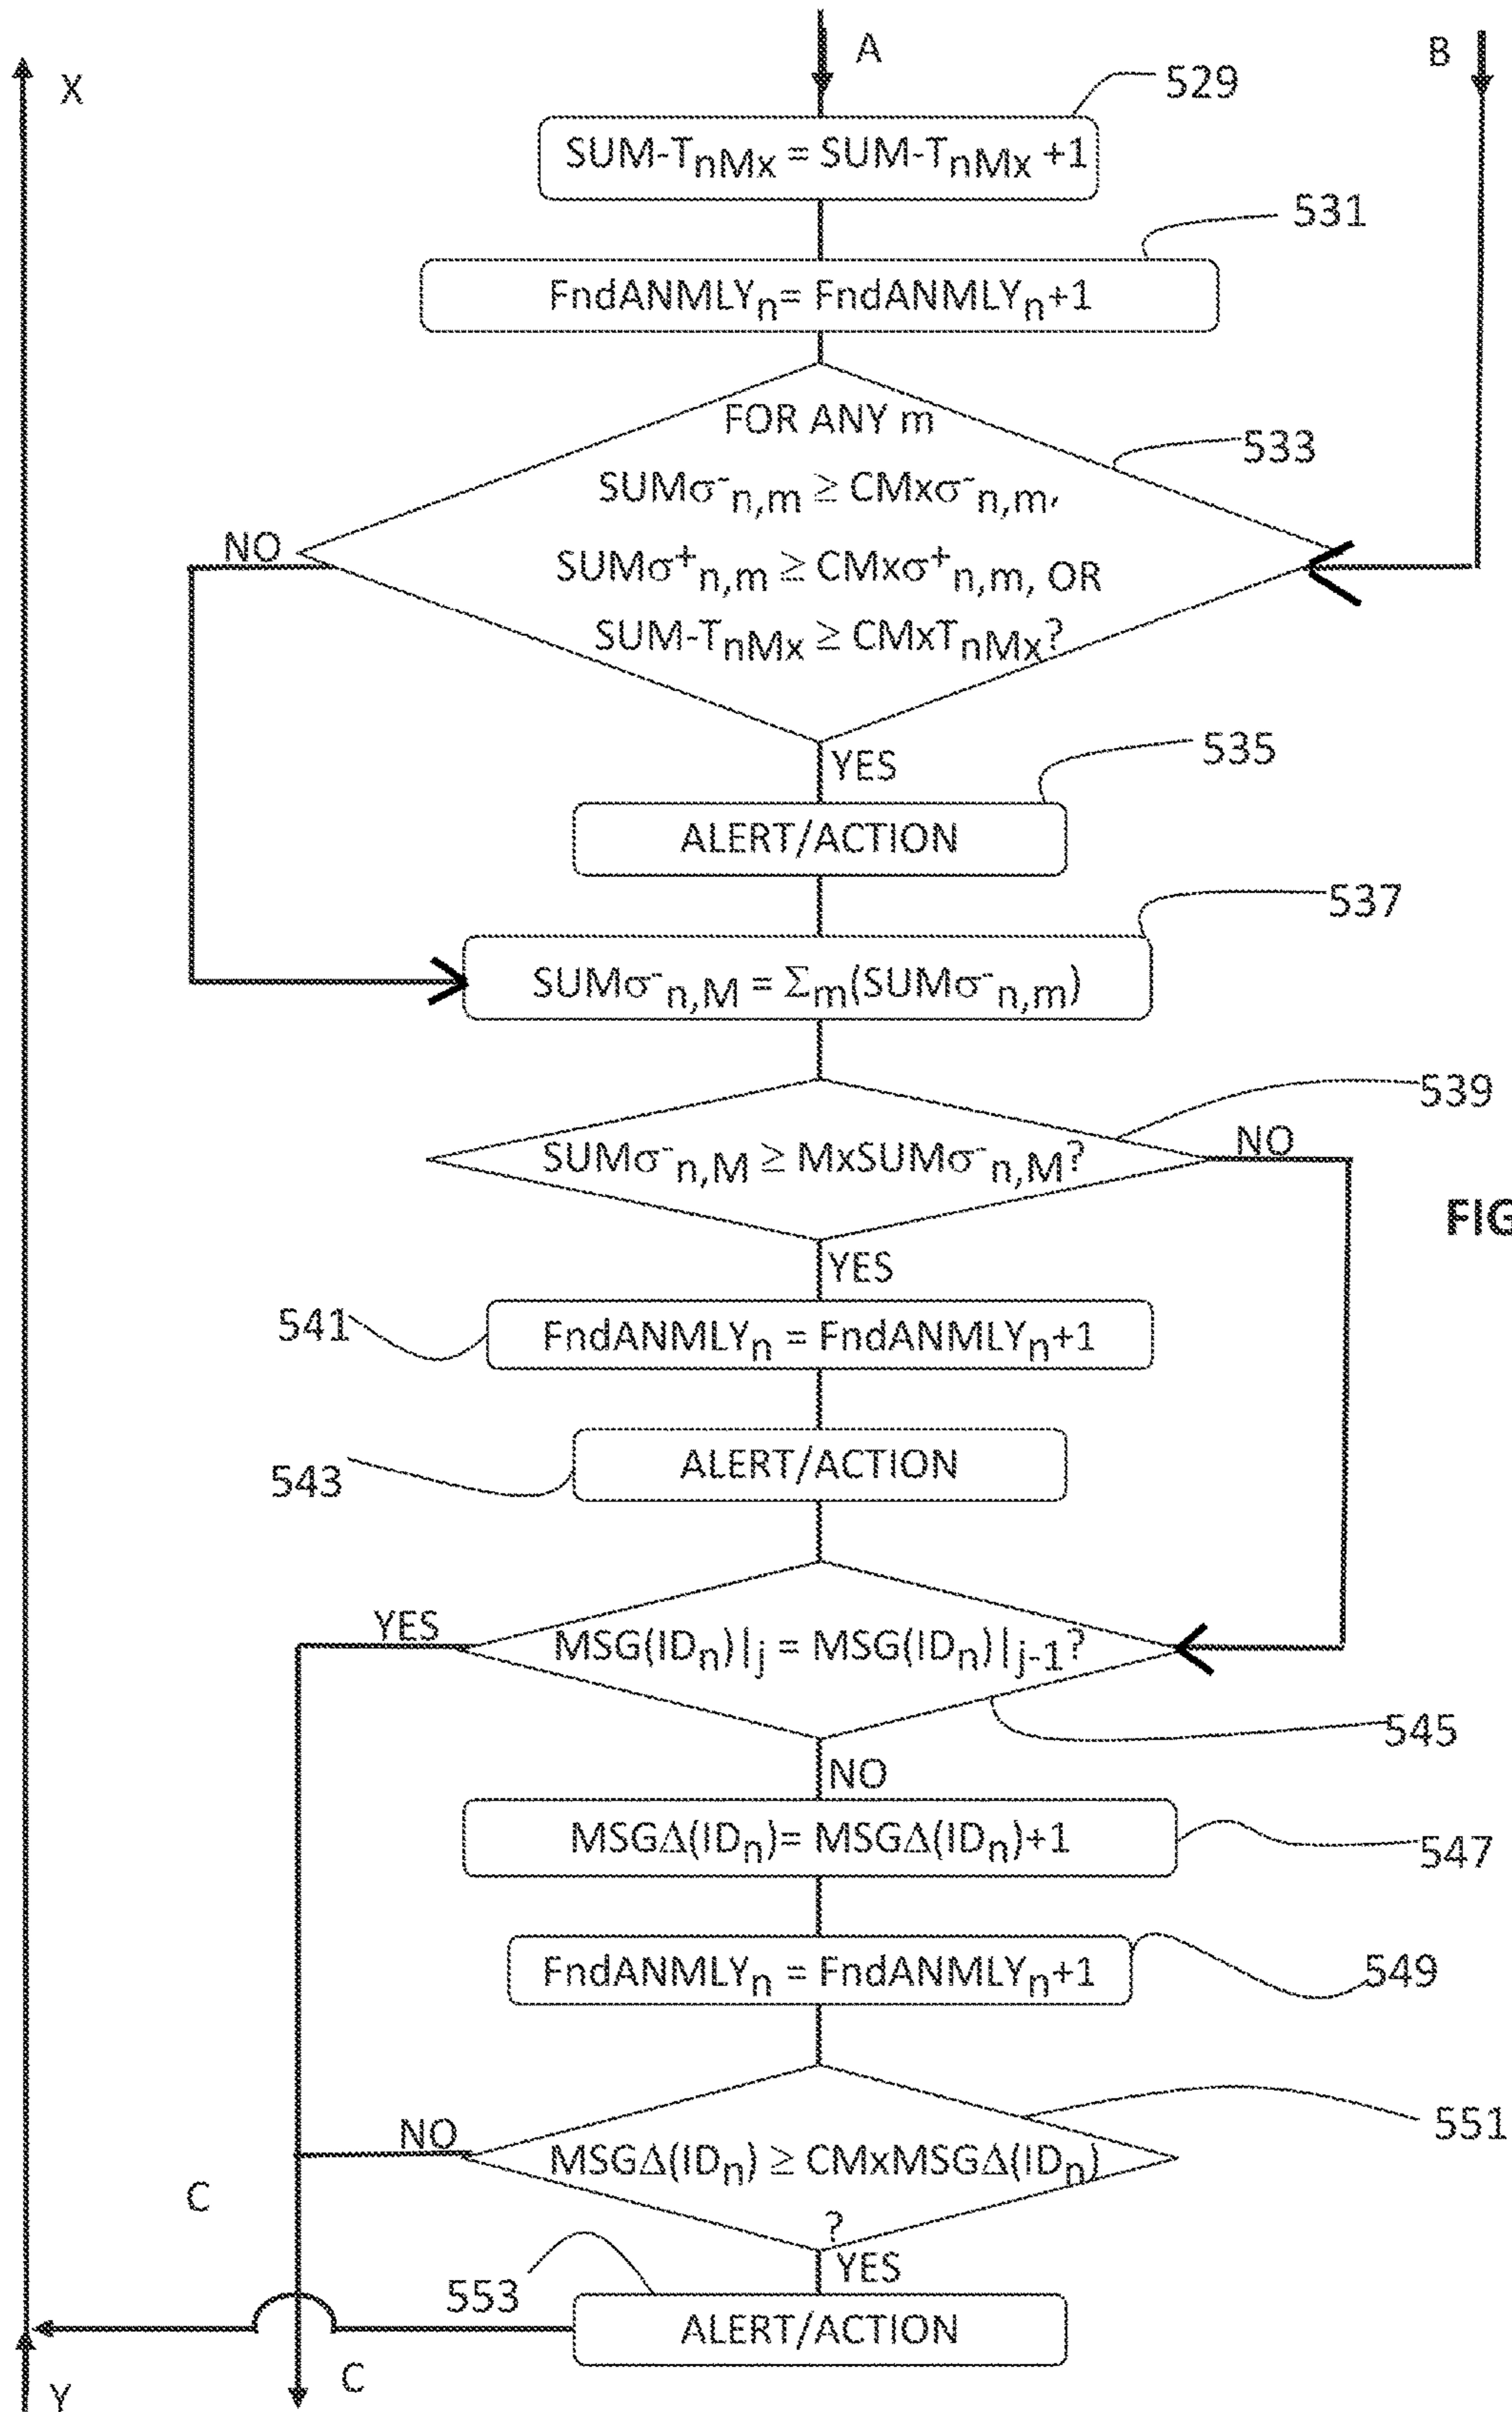 A
B
X
529
SUM-TnMx = SUM-TnMx +1
531
FndANMLYn= FndANMLYn+1
FOR ANY m
533
SUMσ-n,m ≥ CMxσ-n,m,
NO
SUMσ+n,m ≥ CMxσ+n,m, OR
SUM-TnMx ≥ CMxTnMx?
YES
535
ALERT/ACTION
537
SUMσ-n,M = Σm(SUMσ-n,m)
539
NO
SUMσ-n,M ≥ MxSUMσ-n,M?
FIG
YES
541
FndANMLYn = FndANMLYn+1
ALERT/ACTION
543
YES
MSG(IDn)|j = MSG(IDn)|j-1?
545
NO
MSGΔ(IDn)= MSGΔ(IDn)+1
547
FndANMLYn = FndANMLYn+1
549
551
NO
MSGΔ(IDn) ≥ CMxMSGΔ(IDn)
C
?
YES
553
ALERT/ACTION
C
Y